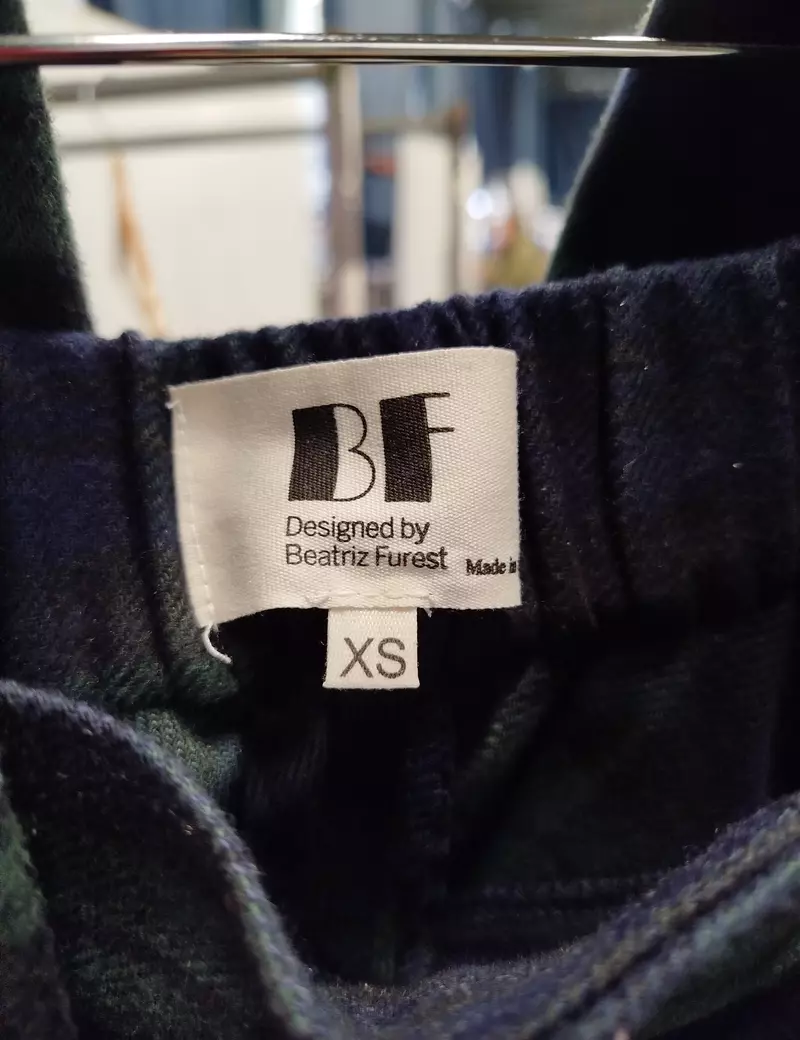 BF
Designed by
Beatriz Furest
Made in
XS